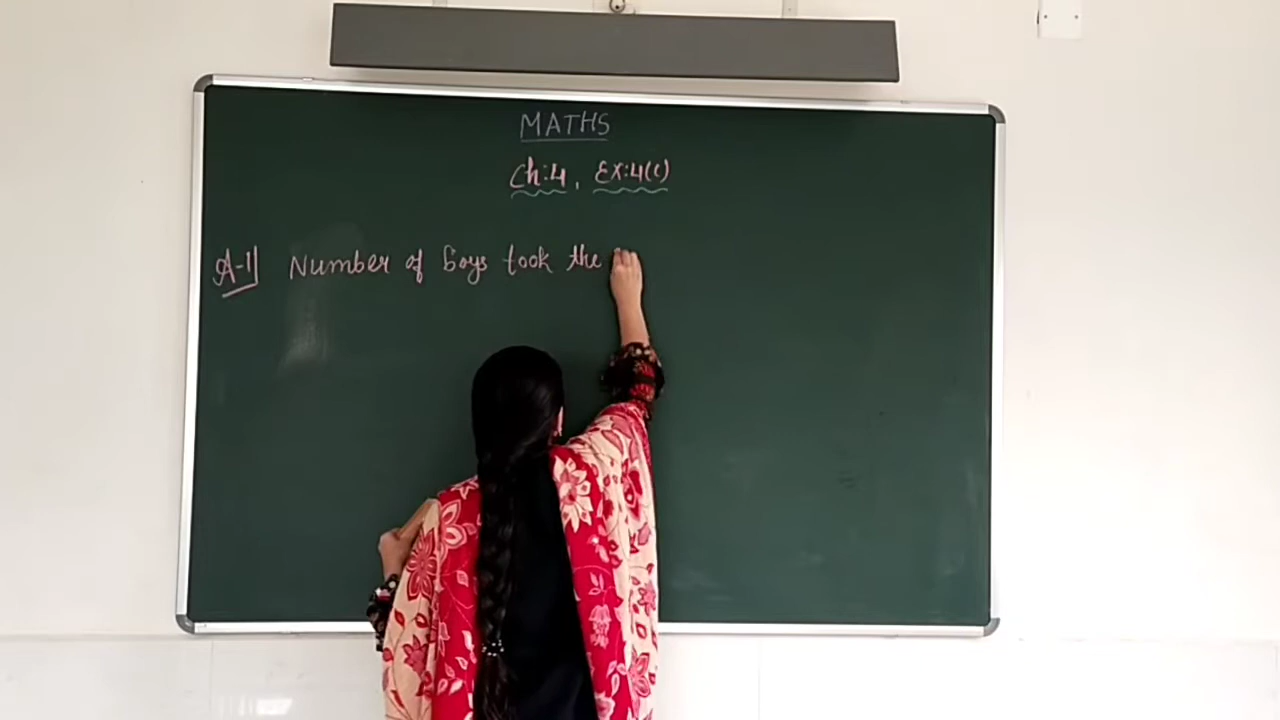 MATHS
Ch:4, Ex:4(c)
A-1] Number of boys took the